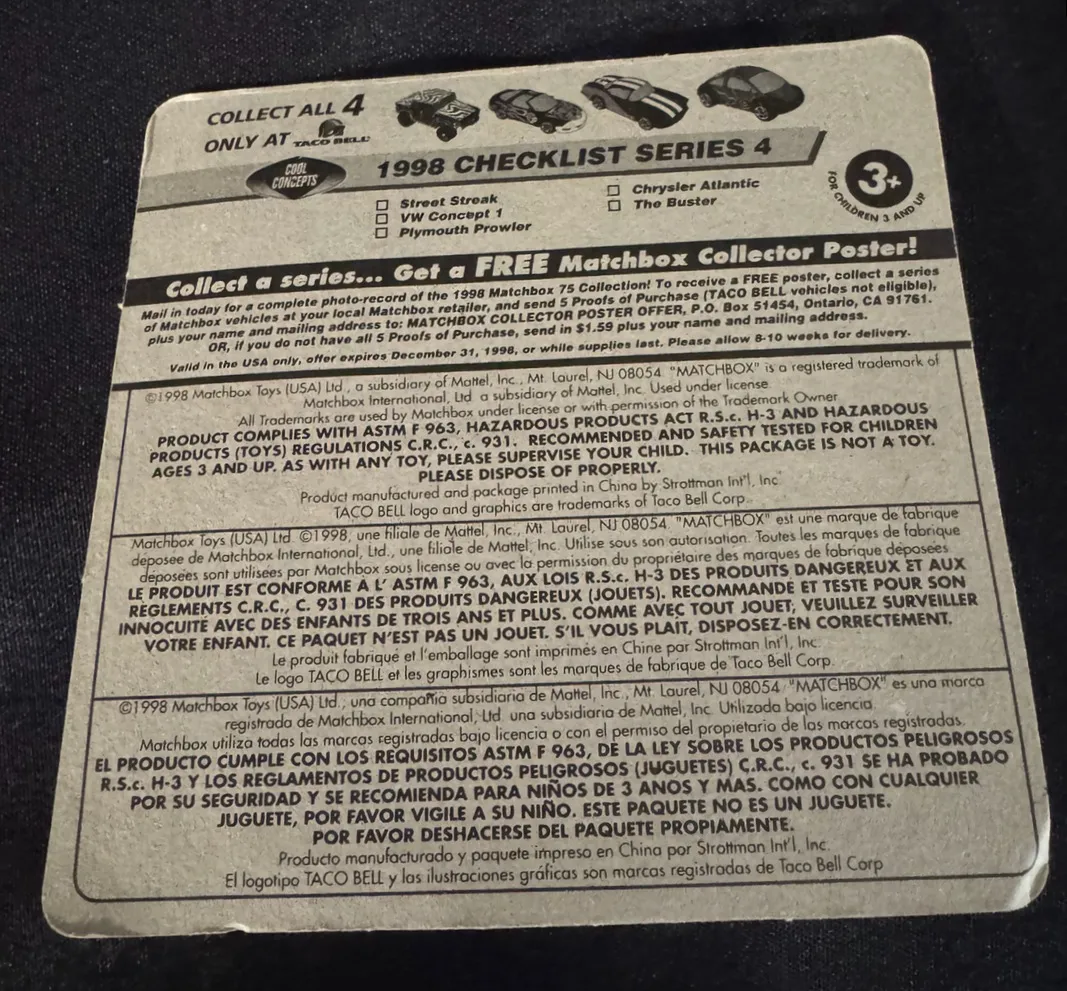 COLLECT ALL 4
ONLY AT TACO BELL
COOL
CONCEPTS
1998 CHECKLIST SERIES 4
Street Streak
VW Concept 1
Plymouth Prowler
Chrysler Atlantic
The Buster
3+
FOR CHILDREN 3 AND UP
Collect a series... Get a FREE Matchbox Collector Poster!
Mail in today for a complete photo-record of the 1998 Matchbox 75 Collection! To receive a FREE poster, collect a series
of Matchbox vehicles at your local Matchbox retailer, and send 5 Proofs of Purchase (TACO BELL vehicles not eligible),
plus your name and mailing address to: MATCHBOX COLLECTOR POSTER OFFER, P.O. Box 51454, Ontario, CA 91761.
OR, if you do not have all 5 Proofs of Purchase, send in $1.59 plus your name and mailing address.
Valid in the USA only, offer expires December 31, 1998, or while supplies last. Please allow 8-10 weeks for delivery.
©1998 Matchbox Toys (USA) Ltd., a subsidiary of Mattel, Inc., Mt. Laurel, NJ 08054 "MATCHBOX" is a registered trademark of
Matchbox International, Ltd. a subsidiary of Mattel, Inc. Used under license.
All Trademarks are used by Matchbox under license or with permission of the Trademark Owner
PRODUCT COMPLIES WITH ASTM F 963, HAZARDOUS PRODUCTS ACT R.S.c. H-3 AND HAZARDOUS
PRODUCTS (TOYS) REGULATIONS C.R.C., c. 931. RECOMMENDED AND SAFETY TESTED FOR CHILDREN
AGES 3 AND UP. AS WITH ANY TOY, PLEASE SUPERVISE YOUR CHILD. THIS PACKAGE IS NOT A TOY.
PLEASE DISPOSE OF PROPERLY.
Product manufactured and package printed in China by Strottman Int'l, Inc.
TACO BELL logo and graphics are trademarks of Taco Bell Corp.
Matchbox Toys (USA) Ltd. ©1998, une filiale de Mattel, Inc., Mt. Laurel, NJ 08054. "MATCHBOX" est une marque de fabrique
déposée de Matchbox International, Ltd., une filiale de Mattel, Inc. Utilise sous son autorisation. Toutes les marques de fabrique
déposées sont utilisées par Matchbox sous license ou avec la permission du propriétaire des marques de fabrique déposées
LE PRODUIT EST CONFORME À L' ASTM F 963, AUX LOIS R.S.c. H-3 DES PRODUITS DANGEREUX ET AUX
REGLEMENTS C.R.C., C. 931 DES PRODUITS DANGEREUX (JOUETS). RECOMMANDE ET TESTE POUR SON
INNOCUITE AVEC DES ENFANTS DE TROIS ANS ET PLUS. COMME AVEC TOUT JOUET, VEUILLEZ SURVEILLER
VOTRE ENFANT. CE PAQUET N'EST PAS UN JOUET. S'IL VOUS PLAIT, DISPOSEZ-EN CORRECTEMENT.
Le produit fabriqué et l'emballage sont imprimés en Chine par Strottman Int'l, Inc.
Le logo TACO BELL et les graphismes sont les marques de fabrique de Taco Bell Corp.
©1998 Matchbox Toys (USA) Ltd., una compañia subsidiaria de Mattel, Inc., Mt. Laurel, NJ 08054 "MATCHBOX" es una marca
registrada de Matchbox International, Ltd. una subsidiaria de Mattel, Inc. Utilizada bajo licencia.
Matchbox utiliza todas las marcas registradas bajo licencia o con el permiso del propietario de las marcas registradas.
EL PRODUCTO CUMPLE CON LOS REQUISITOS ASTM F 963, DE LA LEY SOBRE LOS PRODUCTOS PELIGROSOS
R.S.c. H-3 Y LOS REGLAMENTOS DE PRODUCTOS PELIGROSOS (JUGUETES) C.R.C., c. 931 SE HA PROBADO
POR SU SEGURIDAD Y SE RECOMIENDA PARA NIÑOS DE 3 ANOS Y MAS. COMO CON CUALQUIER
JUGUETE, POR FAVOR VIGILE A SU NIÑO. ESTE PAQUETE NO ES UN JUGUETE.
POR FAVOR DESHACERSE DEL PAQUETE PROPIAMENTE.
Producto manufacturado y paquete impreso en China por Strottman Int'l, Inc.
El logotipo TACO BELL y las ilustraciones gráficas son marcas registradas de Taco Bell Corp